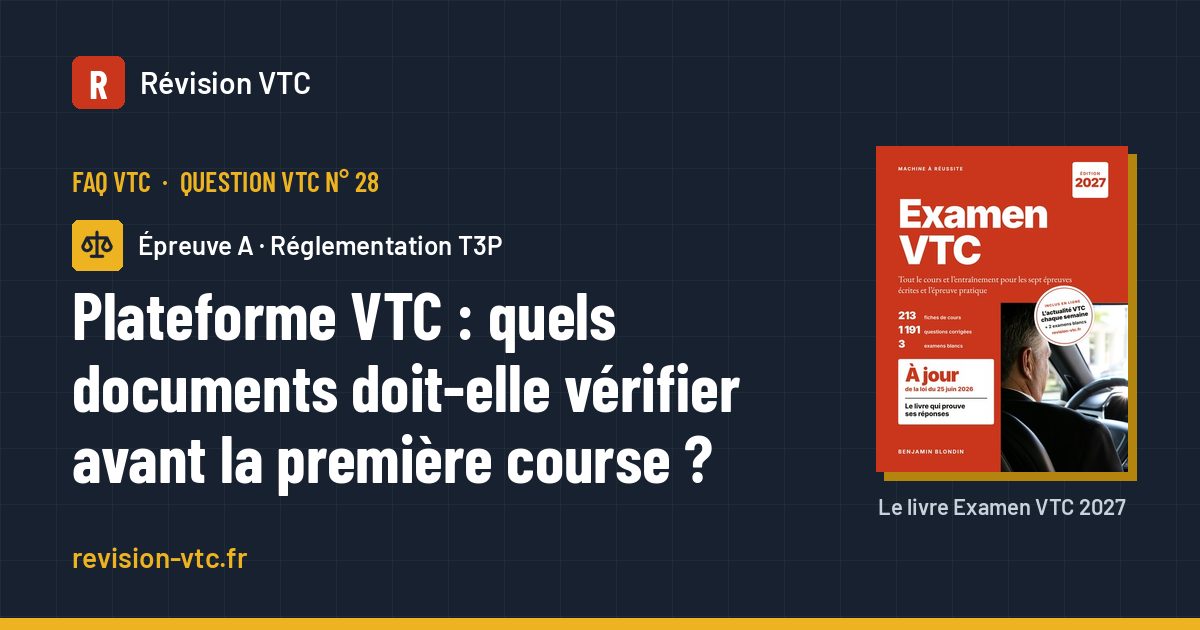 R
Révision VTC
FAQ VTC · QUESTION VTC N° 28
Épreuve A · Réglementation T3P
Plateforme VTC : quels
documents doit-elle vérifier
avant la première course ?
revision-vtc.fr
MACHINE À RÉUSSITE
ÉDITION
2027
Examen
VTC
Tout le cours et l'entraînement pour les sept épreuves
écrites et l'épreuve pratique
INCLUS EN LIGNE
L'actualité VTC
chaque semaine
+ 2 examens blancs
revision-vtc.fr
213 fiches de cours
1 191 questions corrigées
3 examens blancs
À jour
de la loi du 25 juin 2026
Le livre qui prouve
ses réponses
BENJAMIN BLONDIN
Le livre Examen VTC 2027